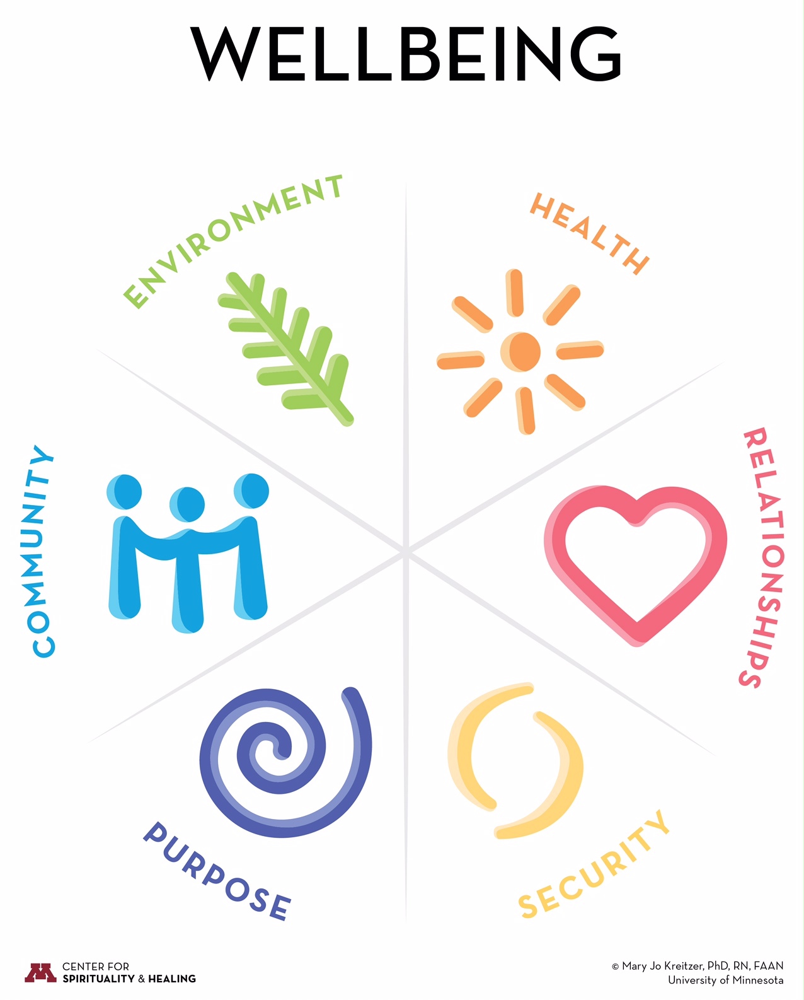 WELLBEING
ENVIRONMENT
HEALTH
COMMUNITY
RELATIONSHIPS
PURPOSE
SECURITY
M
CENTER FOR
SPIRITUALITY & HEALING
© Mary Jo Kreitzer, PhD, RN, FAAN
University of Minnesota